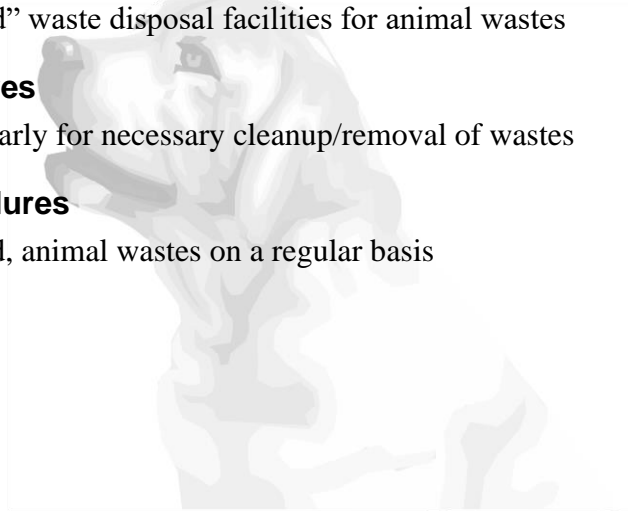 d” waste disposal facilities for animal wastes
es
arly for necessary cleanup/removal of wastes
lures
d, animal wastes on a regular basis